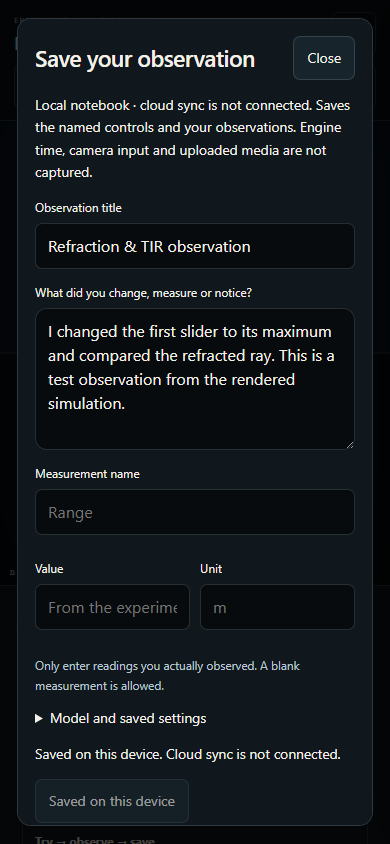 Save your observation
Close
Local notebook · cloud sync is not connected. Saves
the named controls and your observations. Engine
time, camera input and uploaded media are not
captured.
Observation title
Refraction & TIR observation
What did you change, measure or notice?
I changed the first slider to its maximum
and compared the refracted ray. This is a
test observation from the rendered
simulation.
Measurement name
Range
Value
Unit
From the experime
m
Only enter readings you actually observed. A blank
measurement is allowed.
Model and saved settings
Saved on this device. Cloud sync is not connected.
Saved on this device
Try → observe → save